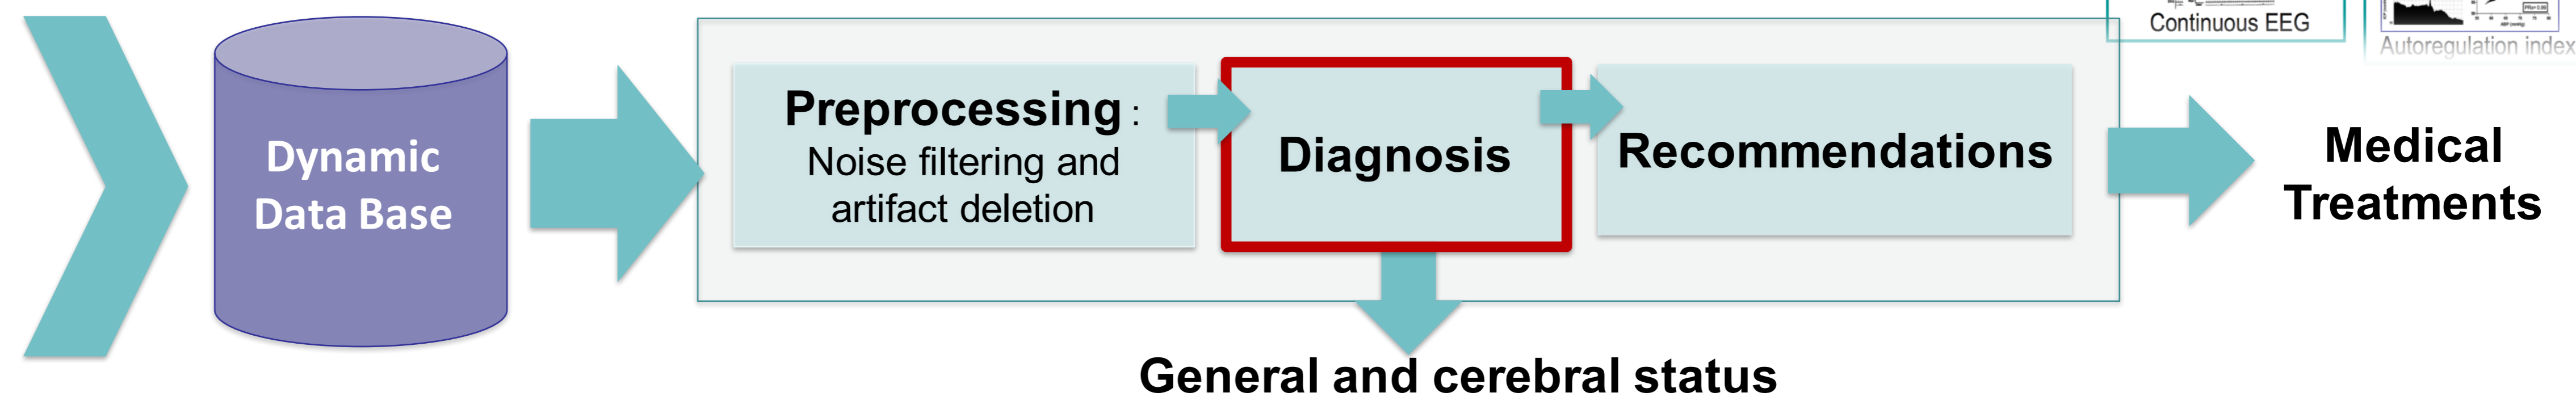 Continuous EEG
Autoregulation index
Dynamic
Data Base
Preprocessing :
Noise filtering and
artifact deletion
Diagnosis
Recommendations
Medical
Treatments
General and cerebral status